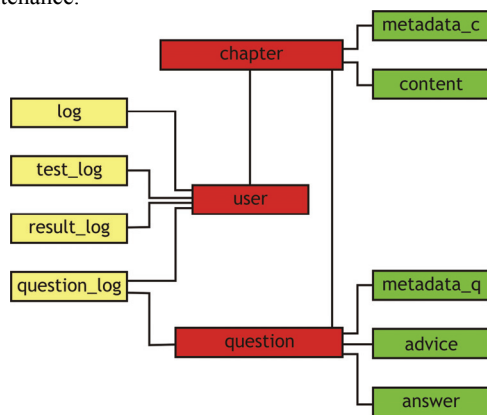 tenance.
metadata_c
chapter
content
log
test_log
user
result_log
question_log
metadata_q
question
advice
answer